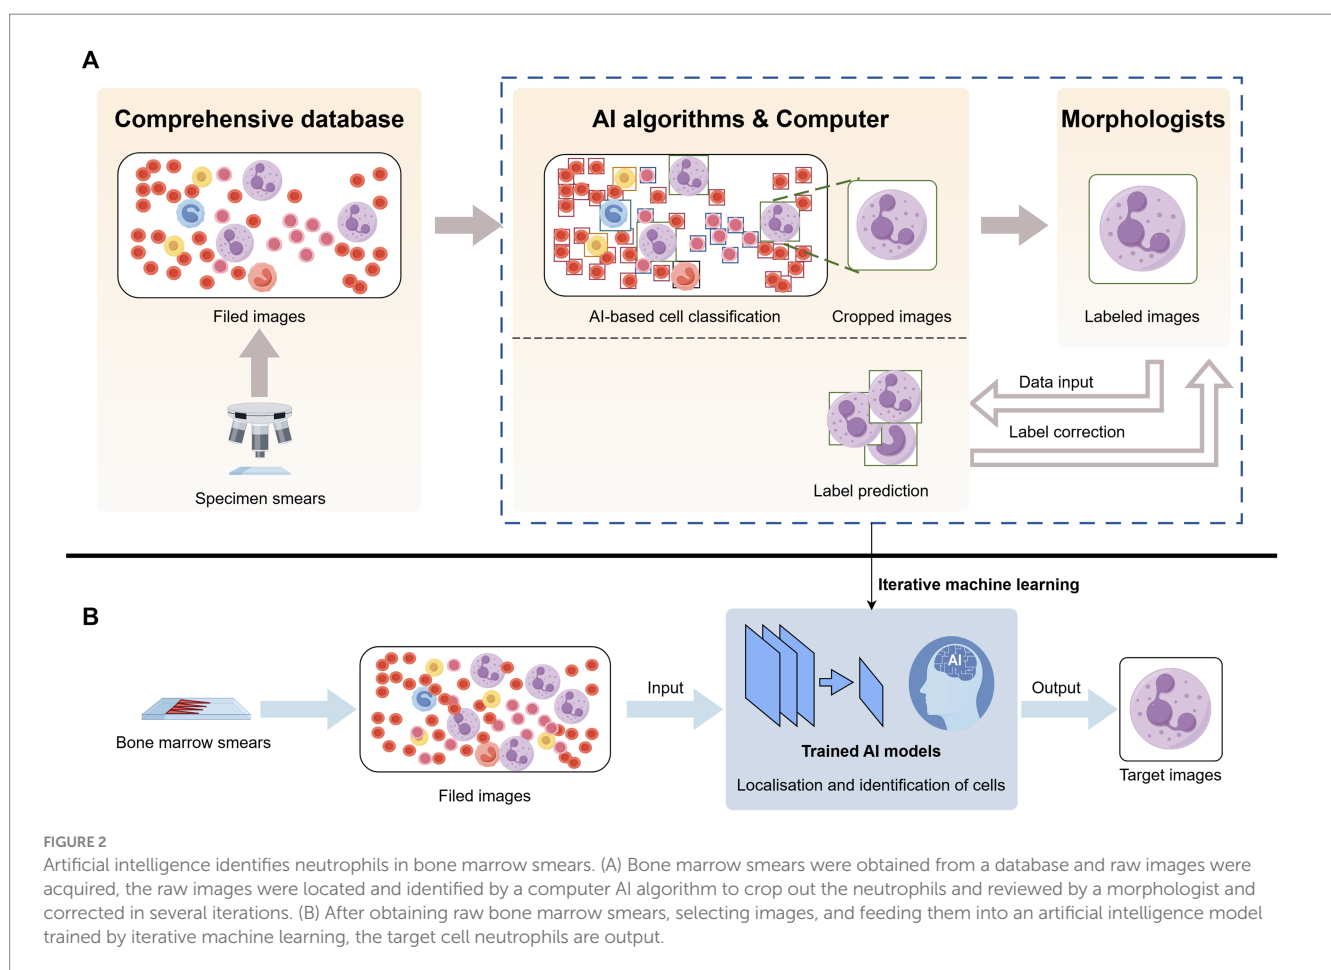 A
Comprehensive database
AI algorithms & Computer
Morphologists
Filed images
AI-based cell classification
Cropped images
Labeled images
Specimen smears
Data input
Label correction
Label prediction
Iterative machine learning
B
Bone marrow smears
Filed images
Input
AI
Trained AI models
Localisation and identification of cells
Output
Target images
FIGURE 2
Artificial intelligence identifies neutrophils in bone marrow smears. (A) Bone marrow smears were obtained from a database and raw images were
acquired, the raw images were located and identified by a computer AI algorithm to crop out the neutrophils and reviewed by a morphologist and
corrected in several iterations. (B) After obtaining raw bone marrow smears, selecting images, and feeding them into an artificial intelligence model
trained by iterative machine learning, the target cell neutrophils are output.